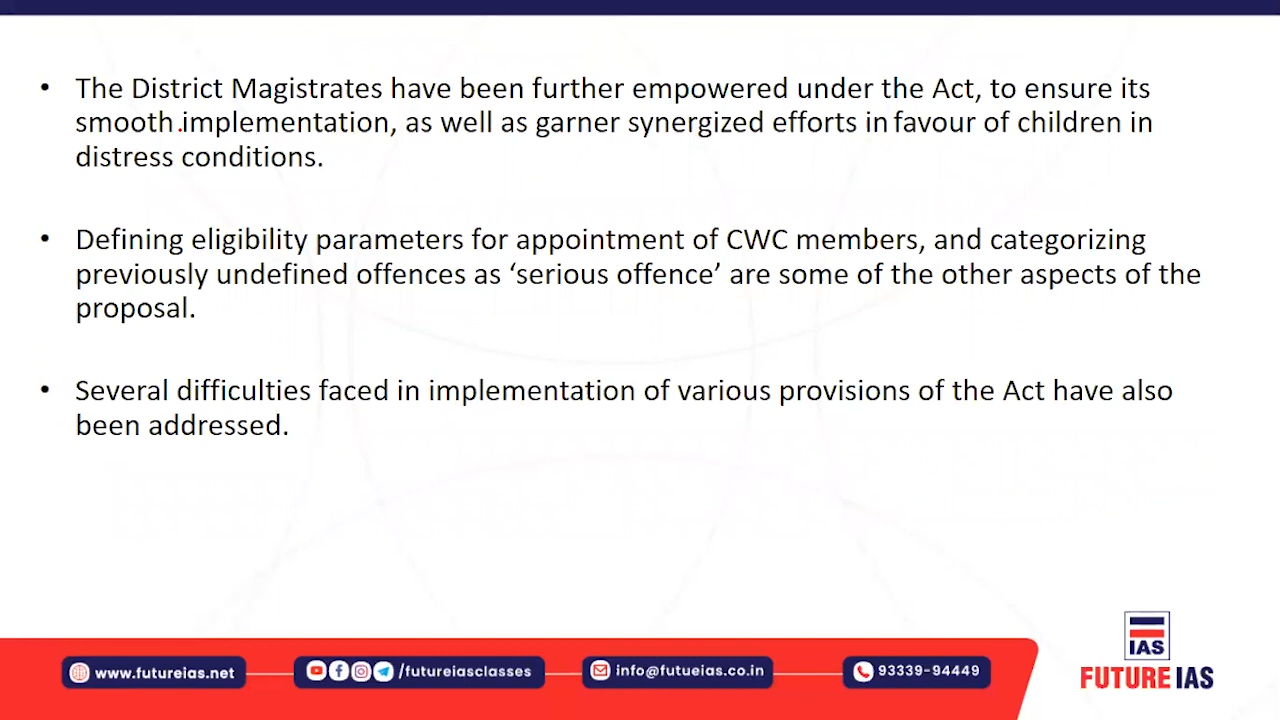 • The District Magistrates have been further empowered under the Act, to ensure its
smooth implementation, as well as garner synergized efforts in favour of children in
distress conditions.
• Defining eligibility parameters for appointment of CWC members, and categorizing
previously undefined offences as ‘serious offence’ are some of the other aspects of the
proposal.
• Several difficulties faced in implementation of various provisions of the Act have also
been addressed.
IAS
FUTURE IAS
www.futureias.net
/futureiasclasses
info@futueias.co.in
93339-94449